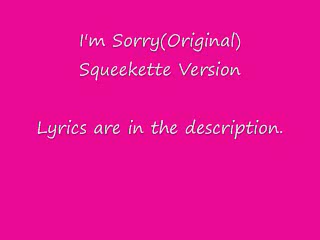 I'm Sorry(Original)
Squeekette Version
Lyrics are in the description.